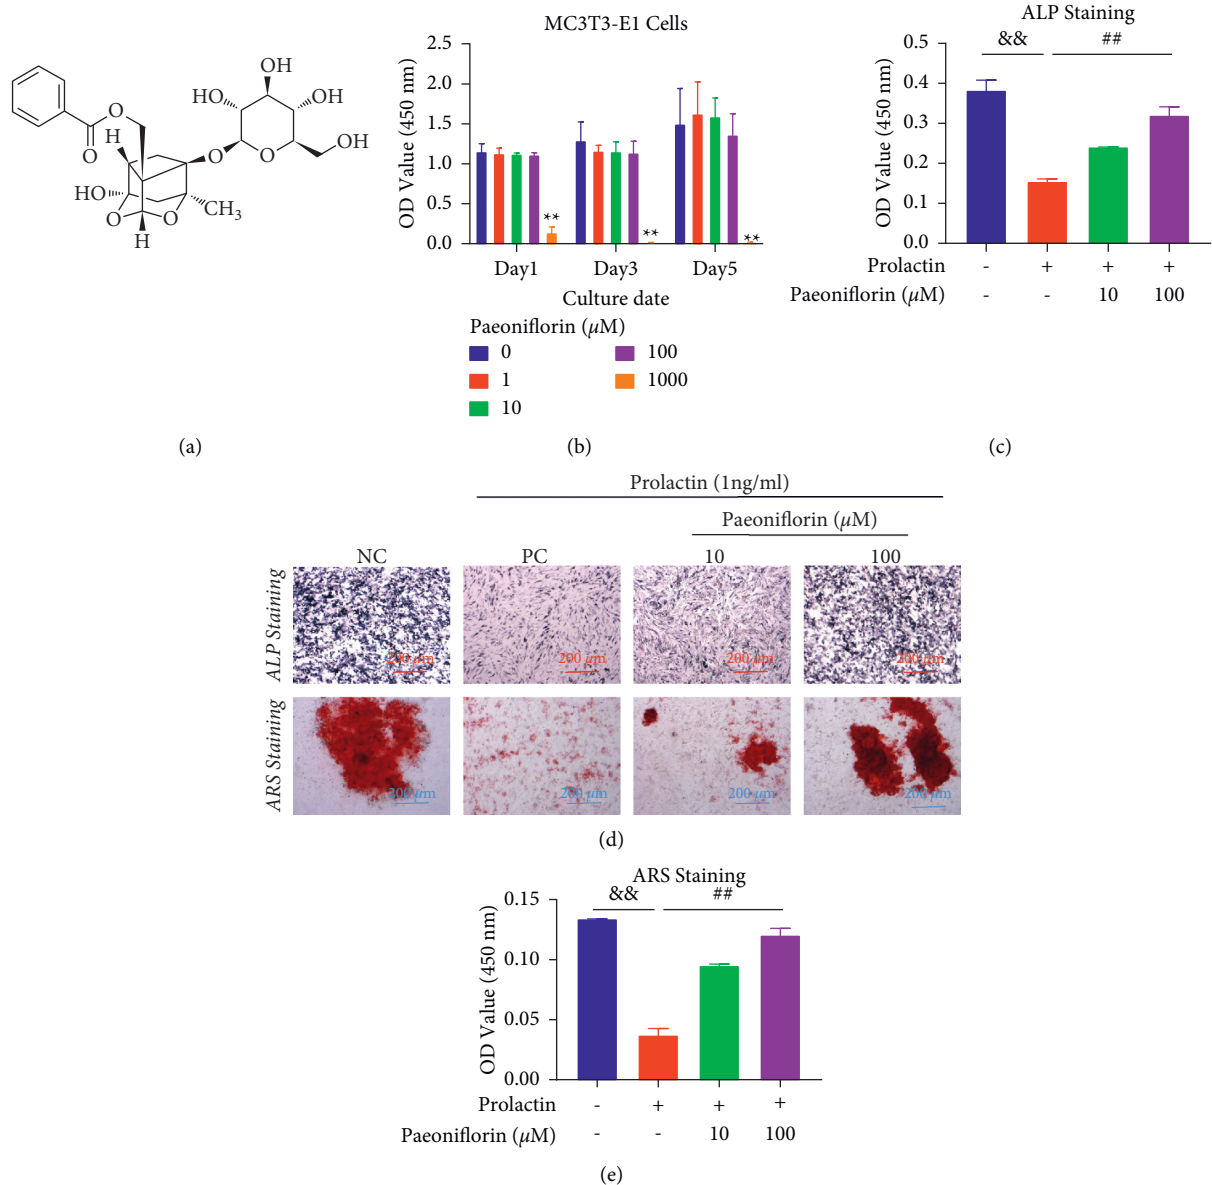 OH
HO
OH
O
O
H
O
O
OH
HO
O
O
CH3
H
(a)
MC3T3-E1 Cells
OD Value (450 nm)
2.5
2.0
1.5
1.0
0.5
0.0
**
**
**
Day1 Day3 Day5
Culture date
Paeoniflorin (μM)
0 100
1 1000
10
(b)
ALP Staining
&& ##
OD Value (450 nm)
0.5
0.4
0.3
0.2
0.1
0.0
Prolactin - + + +
Paeoniflorin (μM) - - 10 100
(c)
Prolactin (1ng/ml)
Paeoniflorin (μM)
NC PC 10 100
ALP Staining
200 μm 200 μm 200 μm 200 μm
ARS Staining
200 μm 200 μm 200 μm 200 μm
(d)
ARS Staining
&& ##
OD Value (450 nm)
0.15
0.10
0.05
0.00
Prolactin - + + +
Paeoniflorin (μM) - - 10 100
(e)